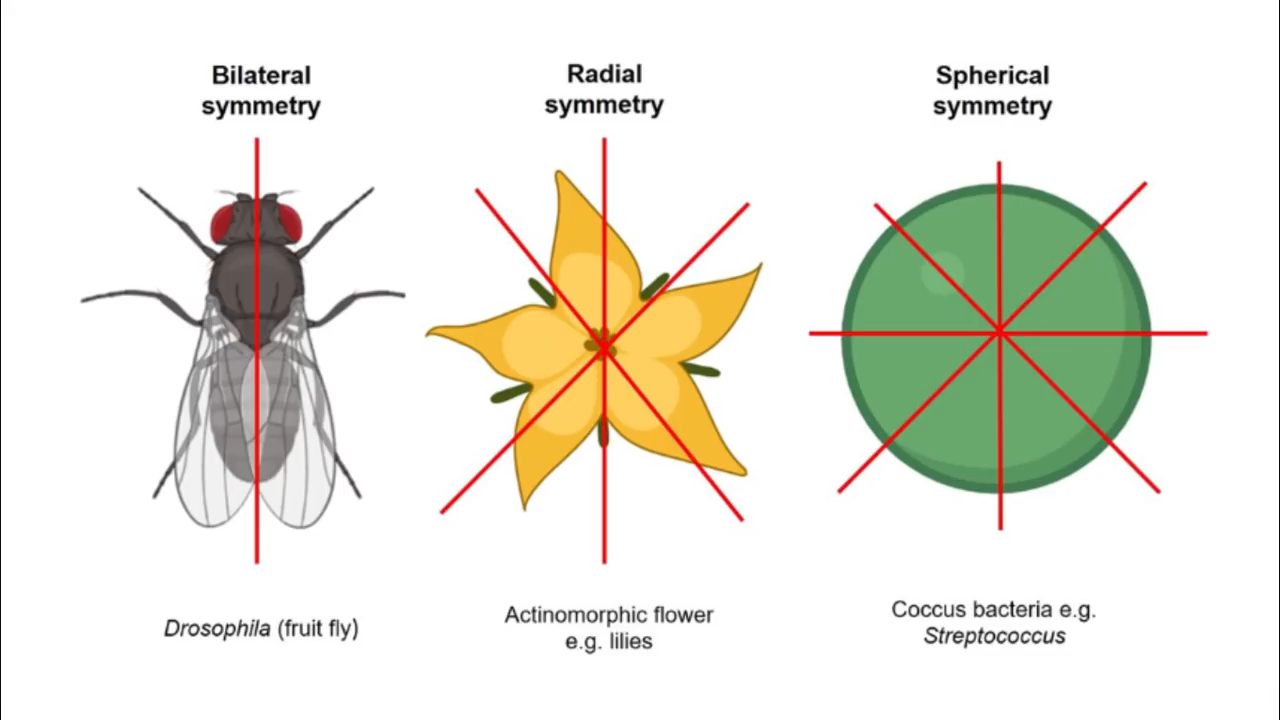 Bilateral
symmetry
Radial
symmetry
Spherical
symmetry
Drosophila (fruit fly)
Actinomorphic flower
e.g. lilies
Coccus bacteria e.g.
Streptococcus